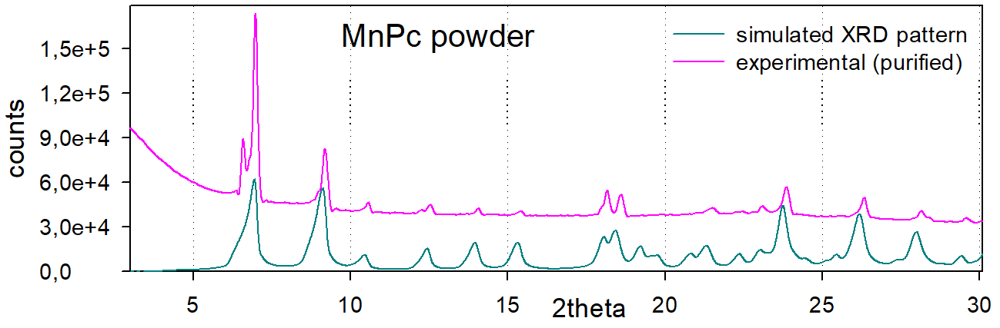 MnPc powder
simulated XRD pattern
experimental (purified)
counts
1,5e+5
1,2e+5
9,0e+4
6,0e+4
3,0e+4
0,0
5 10 15 20 25 30
2theta